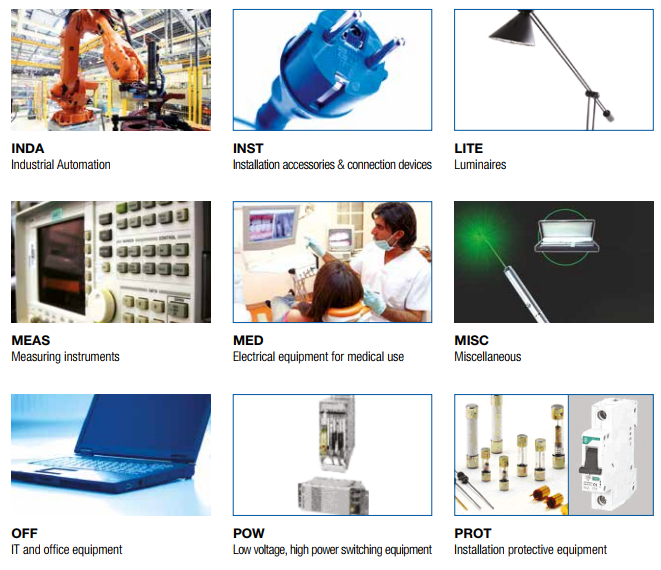 INDA
Industrial Automation
INST
Installation accessories & connection devices
LITE
Luminaires
MEAS
Measuring instruments
MED
Electrical equipment for medical use
MISC
Miscellaneous
OFF
IT and office equipment
POW
Low voltage, high power switching equipment
PROT
Installation protective equipment